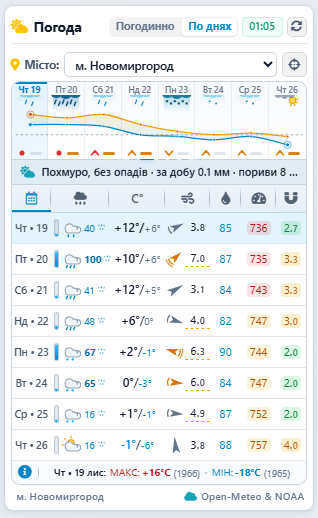 Погода Погодинно По днях 01:05
Місто: м. Новомиргород
Чт 19 Пт 20 Сб 21 Нд 22 Пн 23 Вт 24 Ср 25 Чт 26
Похмуро, без опадів · за добу 0.1 мм · пориви 8 ...
C°
Чт • 19 40 +12°/+6° 3.8 85 736 2.7
Пт • 20 100 +10°/+6° 7.0 87 735 3.3
Сб • 21 41 +12°/+5° 3.1 84 743 3.3
Нд • 22 48 +6°/0° 4.0 82 747 3.0
Пн • 23 67 +2°/-1° 6.3 90 744 2.0
Вт • 24 65 0°/-3° 6.0 84 747 2.0
Ср • 25 16 +1°/-1° 4.9 87 752 2.0
Чт • 26 16 -1°/-6° 3.8 88 757 4.0
Чт • 19 лис: МАКС: +16°C (1966) · МІН: -18°C (1965)
м. Новомиргород Open-Meteo & NOAA